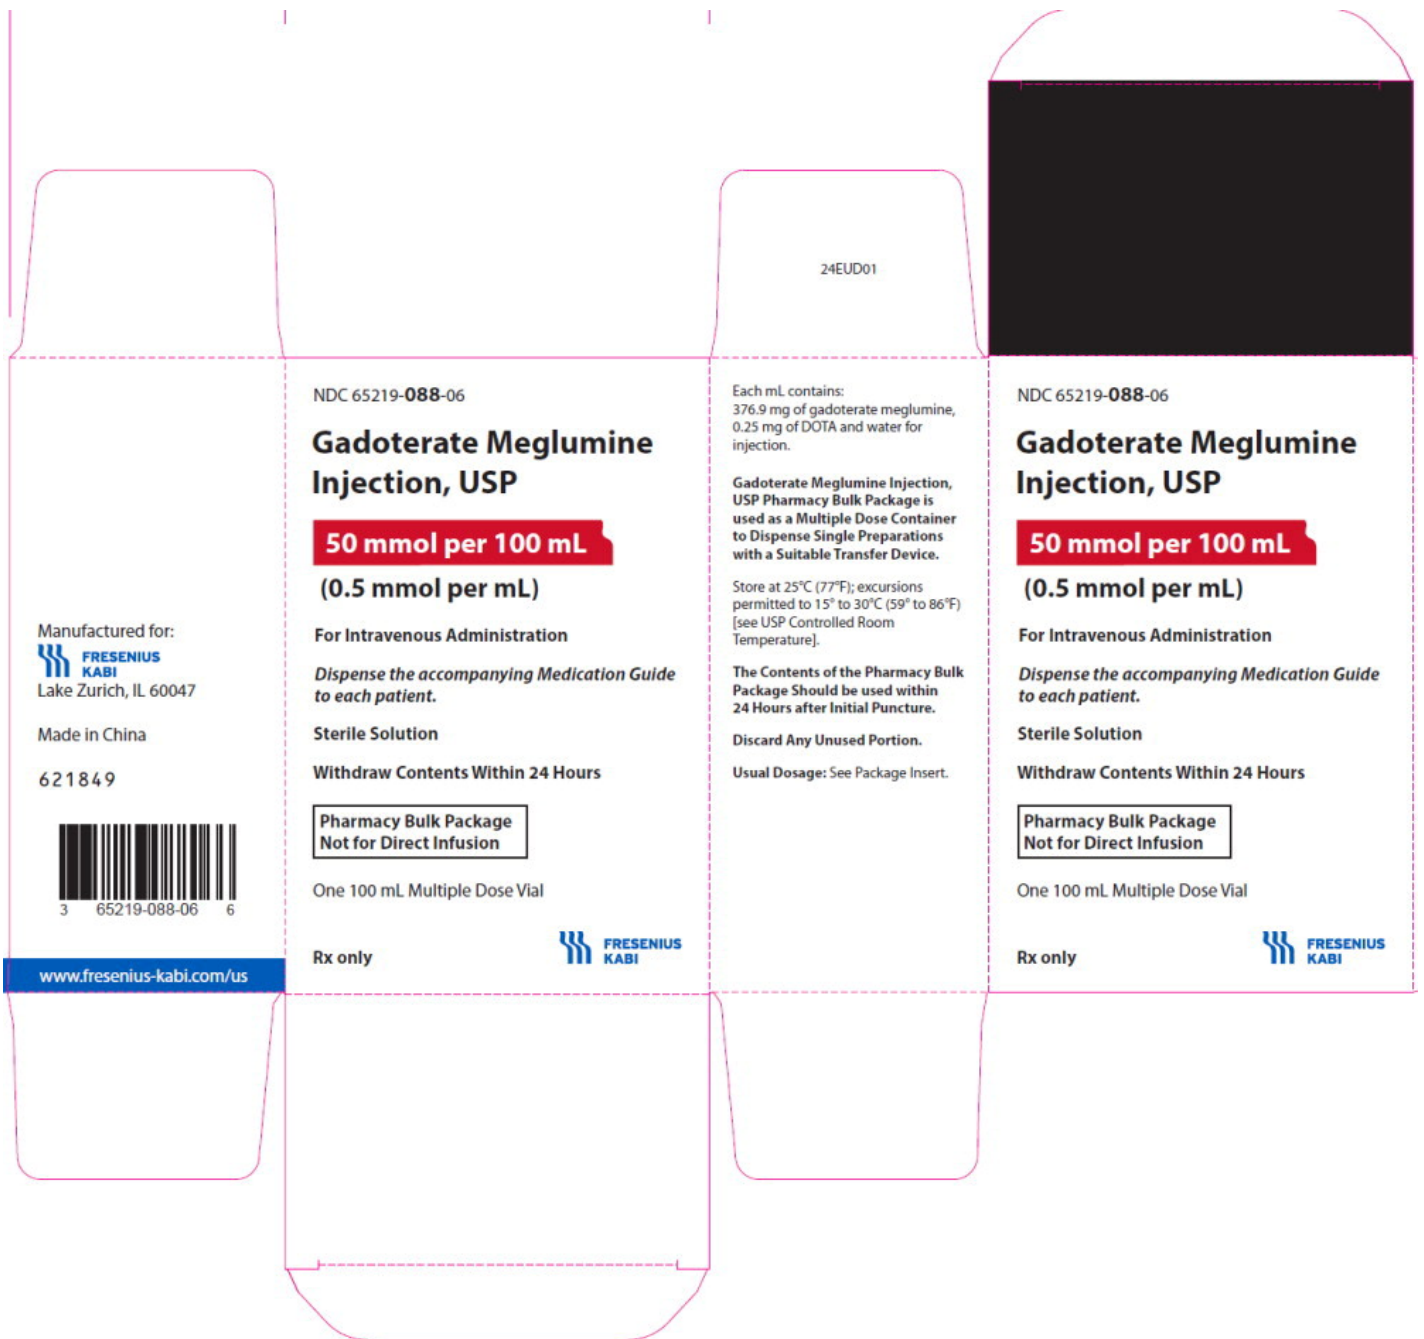 24EUD01
Manufactured for:
FRESENIUS
KABI
Lake Zurich, IL 60047
Made in China
621849
3 65219-088-06 6
www.fresenius-kabi.com/us
NDC 65219-088-06
Gadoterate Meglumine
Injection, USP
50 mmol per 100 mL
(0.5 mmol per mL)
For Intravenous Administration
Dispense the accompanying Medication Guide
to each patient.
Sterile Solution
Withdraw Contents Within 24 Hours
Pharmacy Bulk Package
Not for Direct Infusion
One 100 mL Multiple Dose Vial
Rx only
FRESENIUS
KABI
Each mL contains:
376.9 mg of gadoterate meglumine,
0.25 mg of DOTA and water for
injection.
Gadoterate Meglumine Injection,
USP Pharmacy Bulk Package is
used as a Multiple Dose Container
to Dispense Single Preparations
with a Suitable Transfer Device.
Store at 25°C (77°F); excursions
permitted to 15° to 30°C (59° to 86°F)
[see USP Controlled Room
Temperature].
The Contents of the Pharmacy Bulk
Package Should be used within
24 Hours after Initial Puncture.
Discard Any Unused Portion.
Usual Dosage: See Package Insert.
NDC 65219-088-06
Gadoterate Meglumine
Injection, USP
50 mmol per 100 mL
(0.5 mmol per mL)
For Intravenous Administration
Dispense the accompanying Medication Guide
to each patient.
Sterile Solution
Withdraw Contents Within 24 Hours
Pharmacy Bulk Package
Not for Direct Infusion
One 100 mL Multiple Dose Vial
Rx only
FRESENIUS
KABI